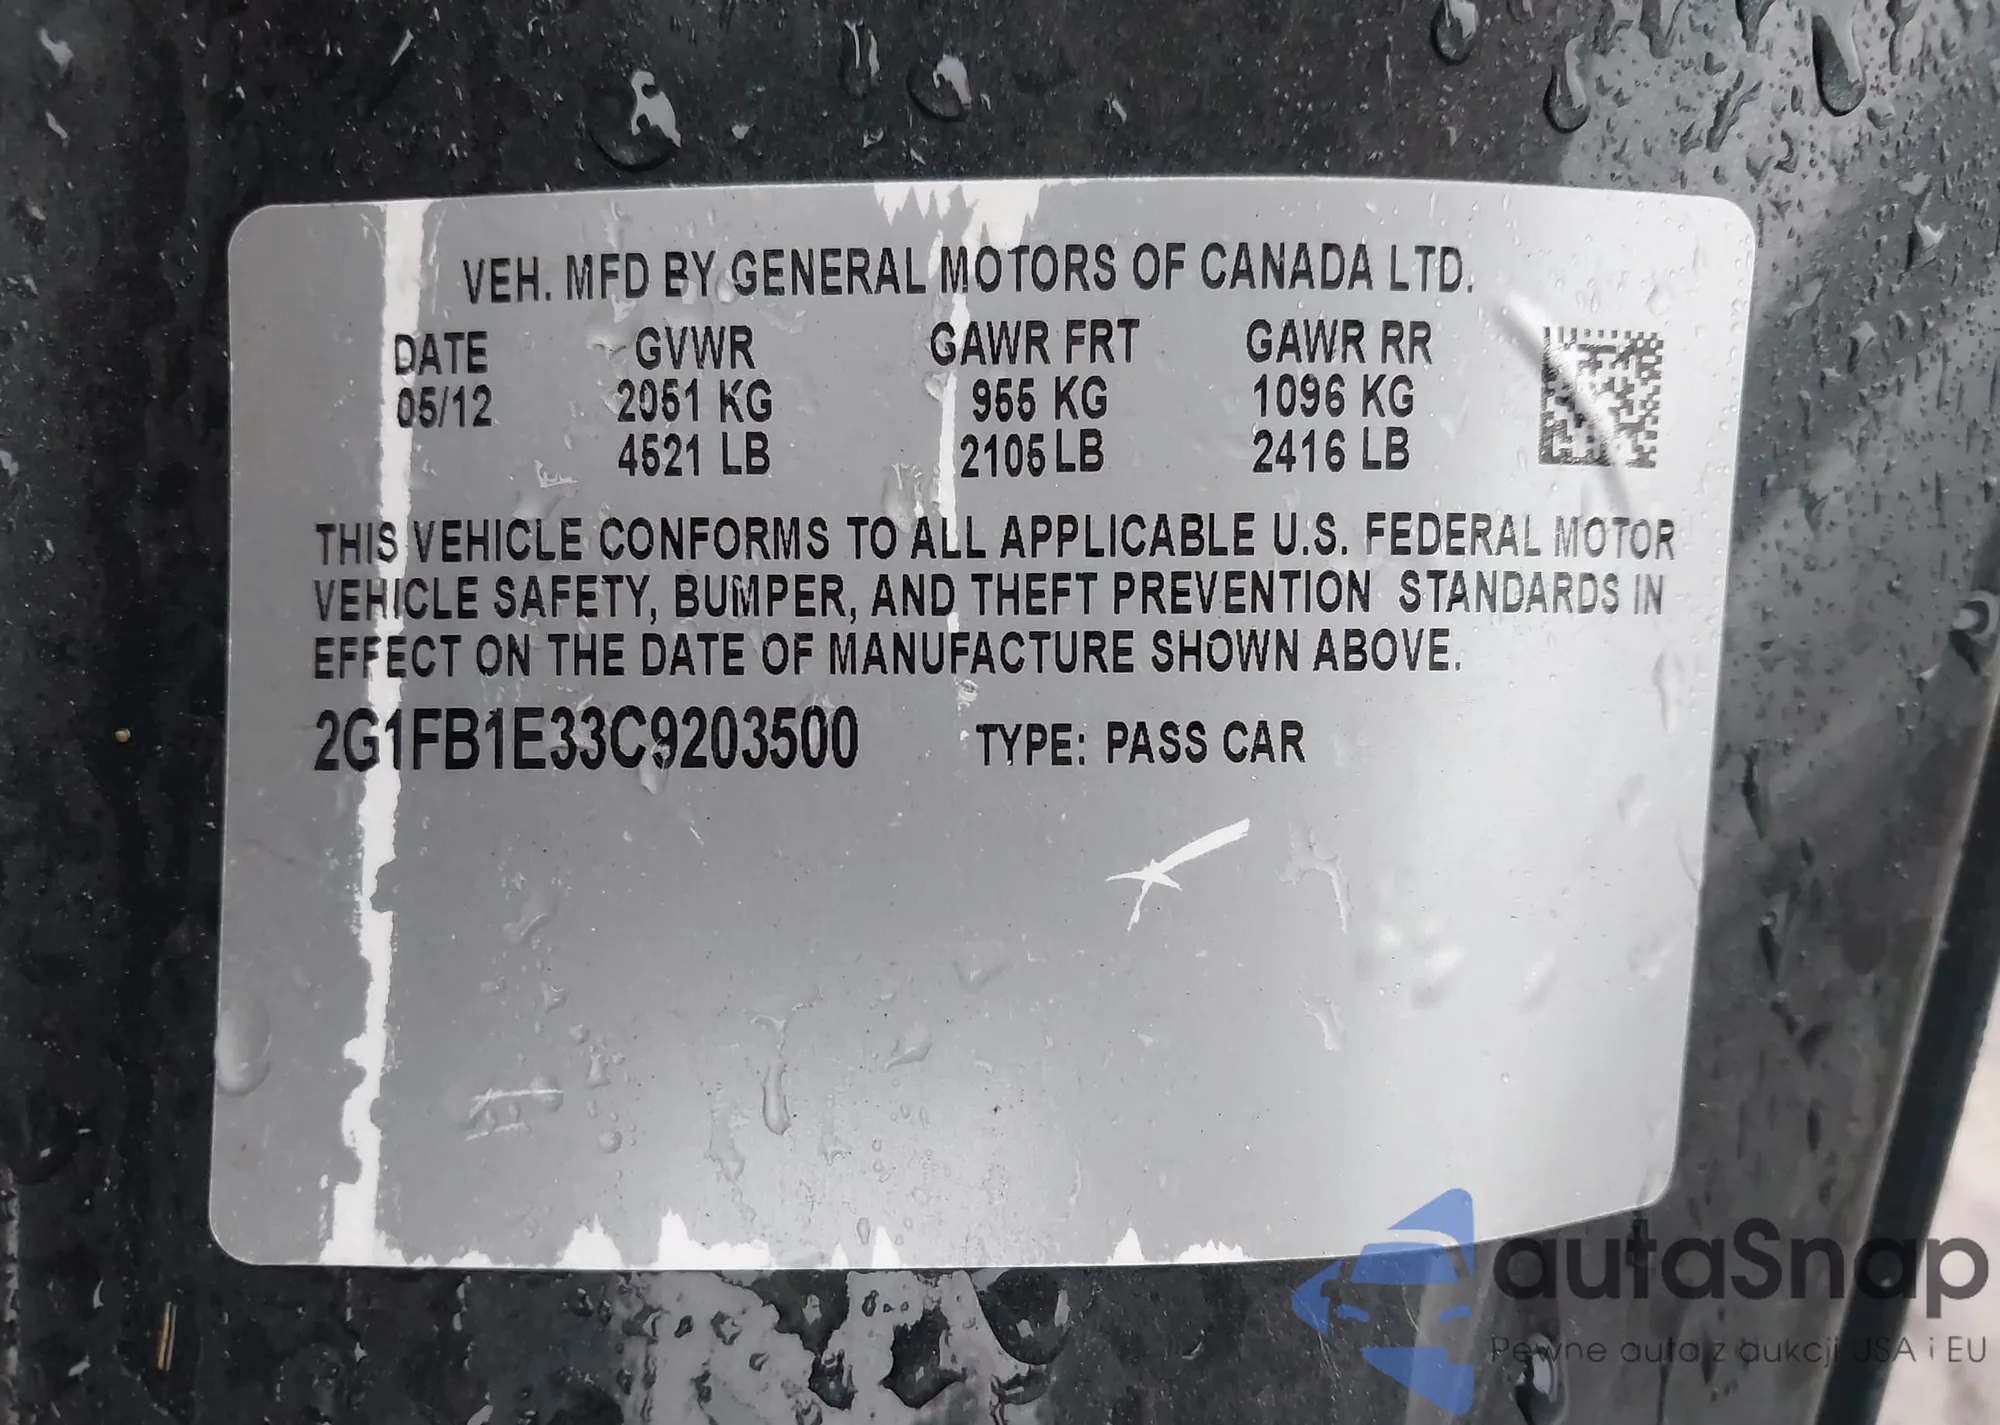 VEH. MFD BY GENERAL MOTORS OF CANADA LTD.
DATE GVWR GAWR FRT GAWR RR
05/12 2051 KG 955 KG 1096 KG
4521 LB 2105 LB 2416 LB
THIS VEHICLE CONFORMS TO ALL APPLICABLE U.S. FEDERAL MOTOR
VEHICLE SAFETY, BUMPER, AND THEFT PREVENTION STANDARDS IN
EFFECT ON THE DATE OF MANUFACTURE SHOWN ABOVE.
2G1FB1E33C9203500 TYPE: PASS CAR
autaSnap
Pewne auta z aukcji USA i EU